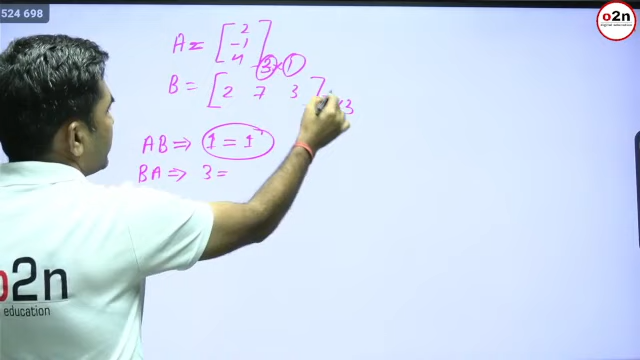 524 698
o2n
A = [ 2
-1
4 ] 3 × 1
B = [ 2 7 3 ] ×3
AB ⇒ 1 = 1
BA ⇒ 3 =
o2n
education